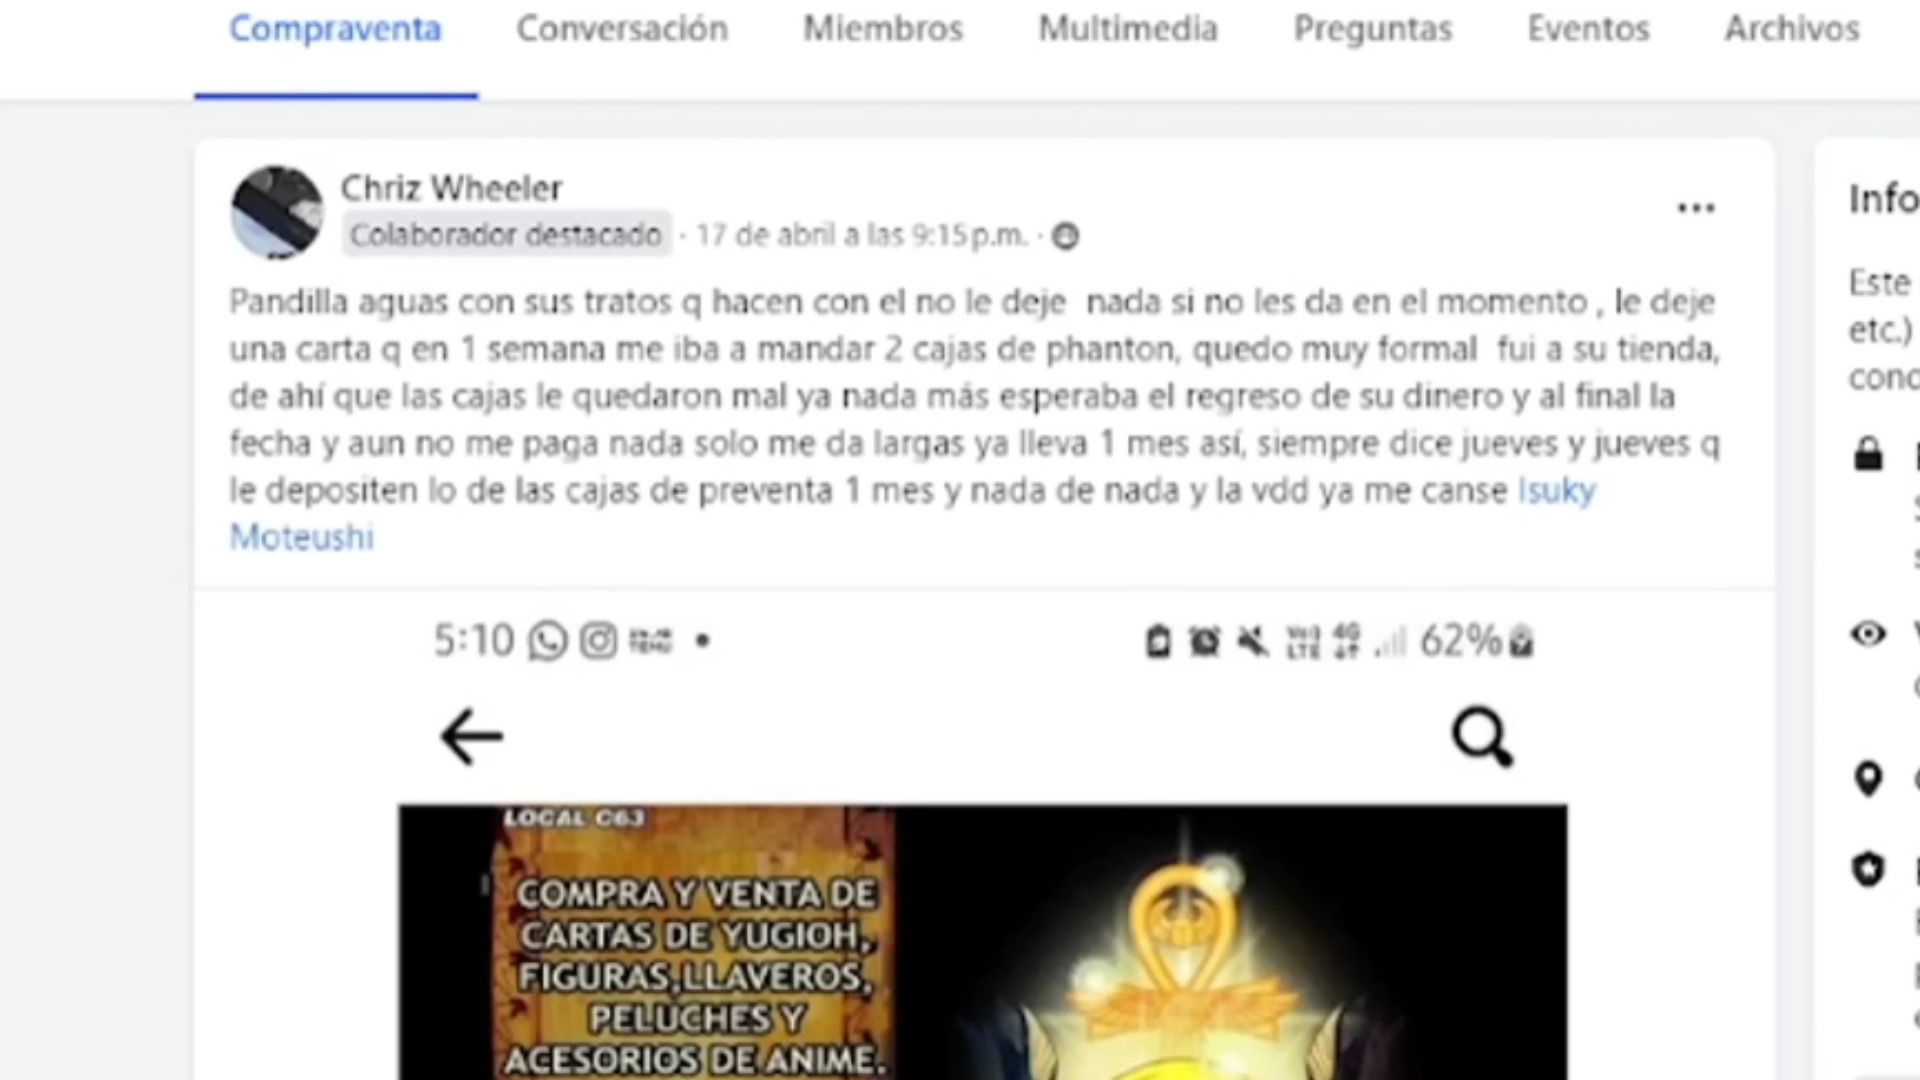 Compraventa Conversación Miembros Multimedia Preguntas Eventos Archivos
Chriz Wheeler
Colaborador destacado · 17 de abril a las 9:15 p.m. ·
Pandilla aguas con sus tratos q hacen con el no le deje nada si no les da en el momento , le deje
una carta q en 1 semana me iba a mandar 2 cajas de phanton, quedo muy formal fui a su tienda,
de ahí que las cajas le quedaron mal ya nada más esperaba el regreso de su dinero y al final la
fecha y aun no me paga nada solo me da largas ya lleva 1 mes así, siempre dice jueves y jueves q
le depositen lo de las cajas de preventa 1 mes y nada de nada y la vdd ya me canse Isuky
Moteushi
Info
Este
etc.)
5:10 62%
LOCAL C63
COMPRA Y VENTA DE
CARTAS DE YUGIOH,
FIGURAS,LLAVEROS,
PELUCHES Y
ACESORIOS DE ANIME.